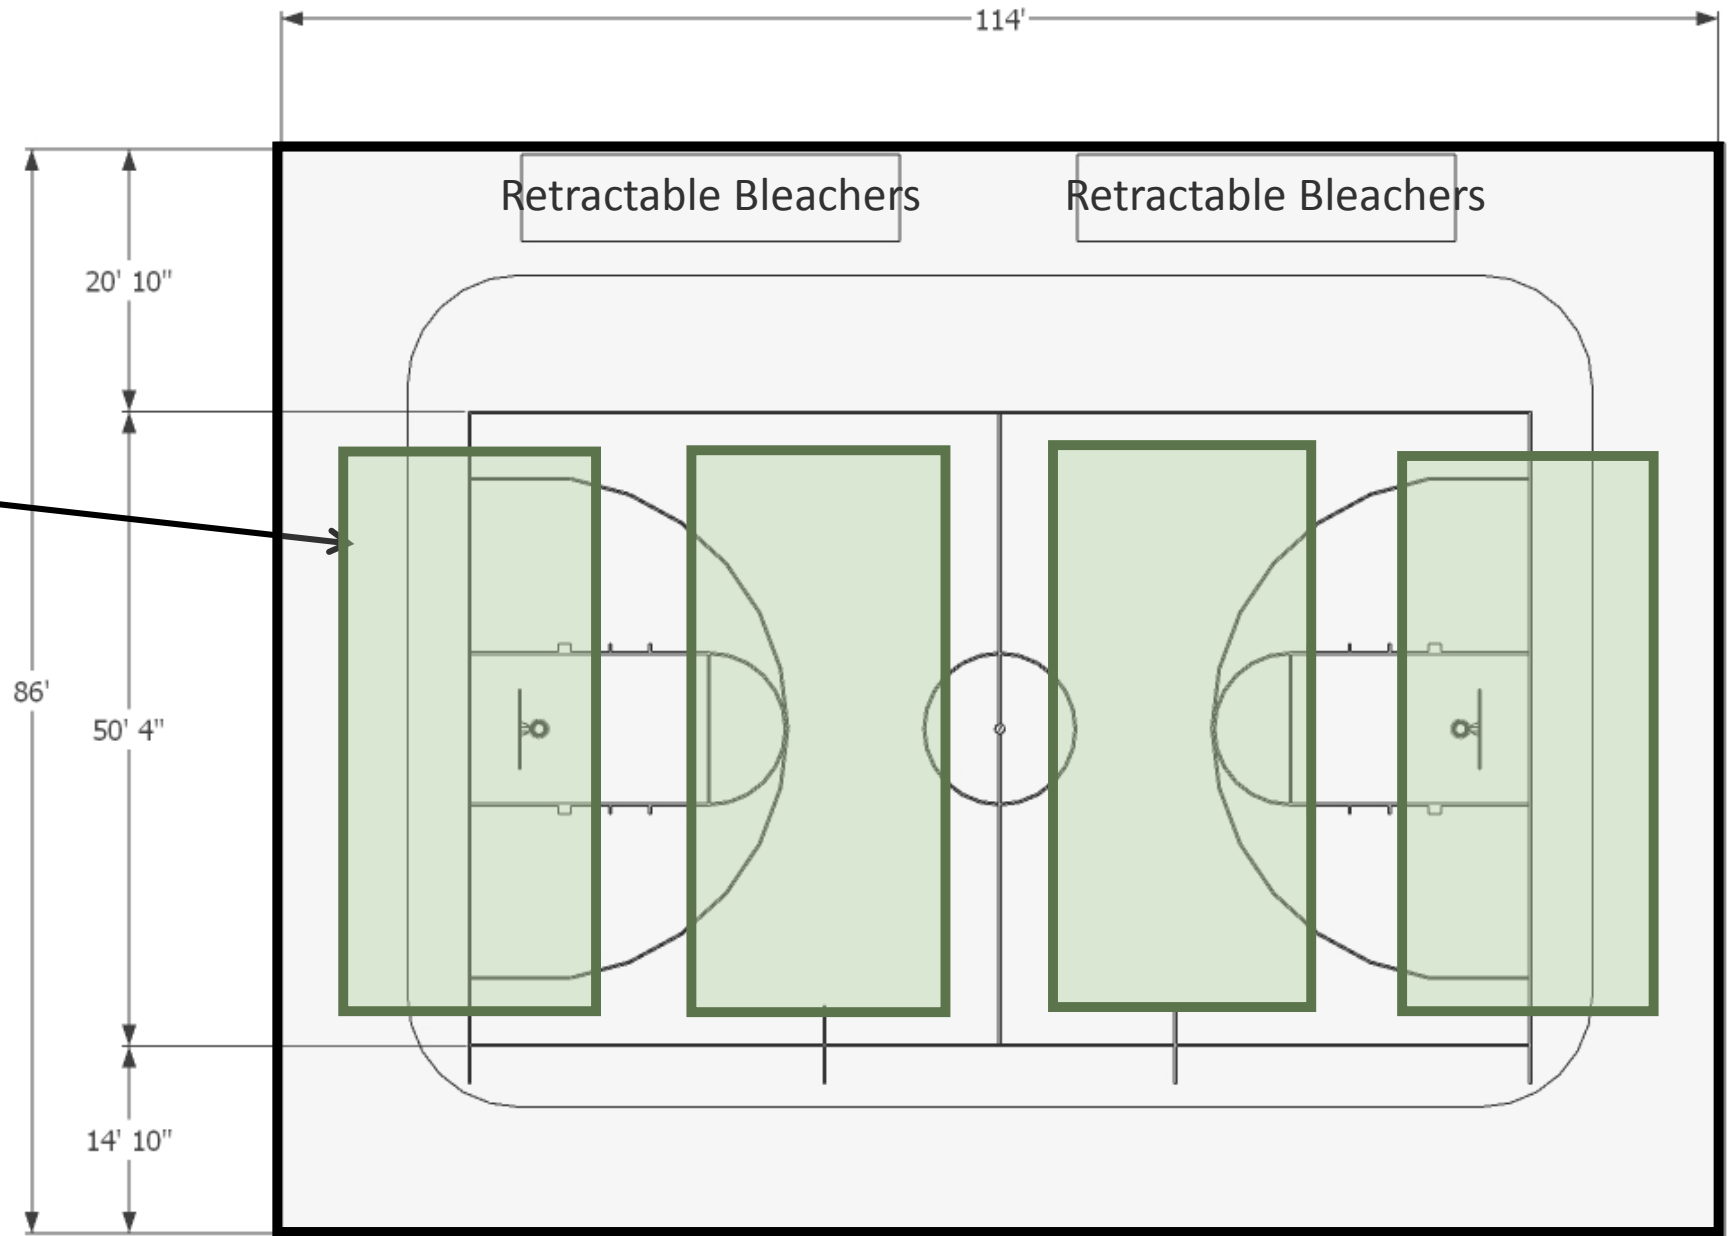 114'
Retractable Bleachers
Retractable Bleachers
20' 10"
86'
50' 4"
14' 10"